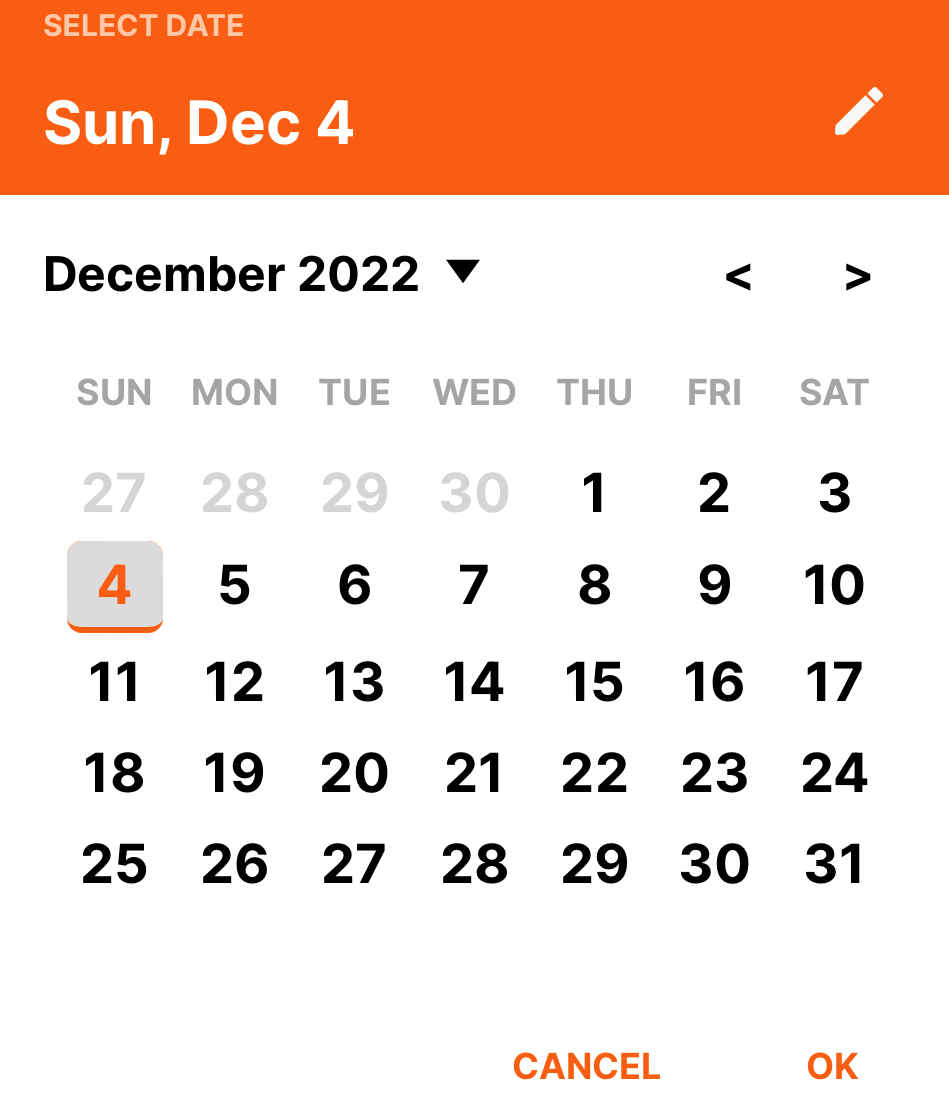 SELECT DATE
Sun, Dec 4
December 2022
< >
SUN MON TUE WED THU FRI SAT
27 28 29 30 1 2 3
4 5 6 7 8 9 10
11 12 13 14 15 16 17
18 19 20 21 22 23 24
25 26 27 28 29 30 31
CANCEL OK